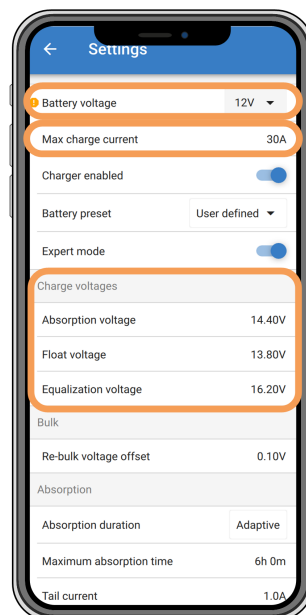 Settings
Battery voltage 12V
Max charge current 30A
Charger enabled
Battery preset User defined
Expert mode
Charge voltages
Absorption voltage 14.40V
Float voltage 13.80V
Equalization voltage 16.20V
Bulk
Re-bulk voltage offset 0.10V
Absorption
Absorption duration Adaptive
Maximum absorption time 6h 0m
Tail current 1.0A